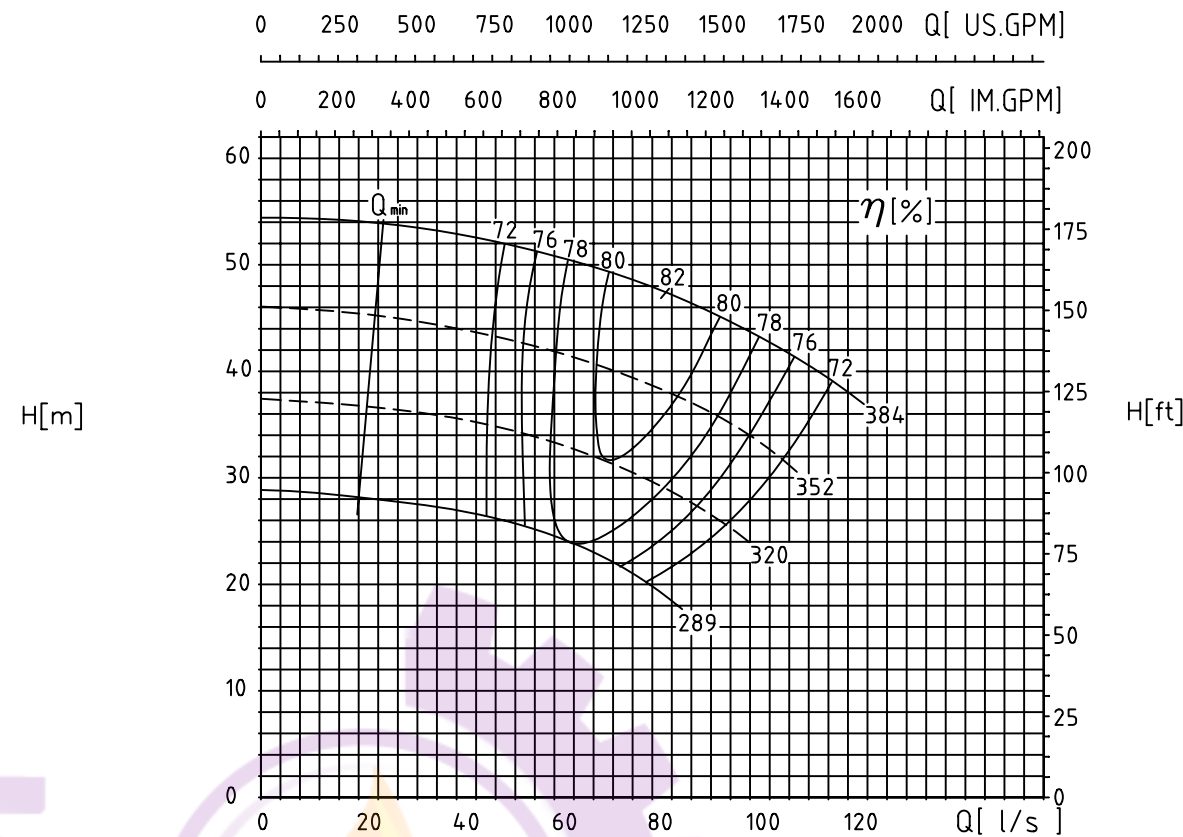 0 250 500 750 1000 1250 1500 1750 2000 Q[ US.GPM]
0 200 400 600 800 1000 1200 1400 1600 Q[ IM.GPM]
60 200
Qmin η[%]
72 76 78 80 175
50 82
80 150
78
76
40 72
125
H[m] 384 H[ft]
30 100
352
320 75
20
289 50
10
25
0 0
0 20 40 60 80 100 120 Q[ l/s ]